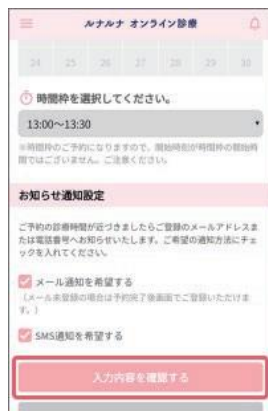 ルナルナ オンライン診療
24 25 26 27 28 29 30
時間枠を選択してください。
13:00〜13:30
※時間枠のご予約になりますので、開始時刻が時間枠の開始時
間ではございません。ご注意ください。
お知らせ通知設定
ご予約の診療時間が近づきましたらご登録のメールアドレスま
たは電話番号へお知らせいたします。ご希望の通知方法にチェ
ックを入れてください。
メール通知を希望する
(メール未登録の場合は予約完了後画面でご登録いただけま
す。)
SMS通知を希望する
入力内容を確認する